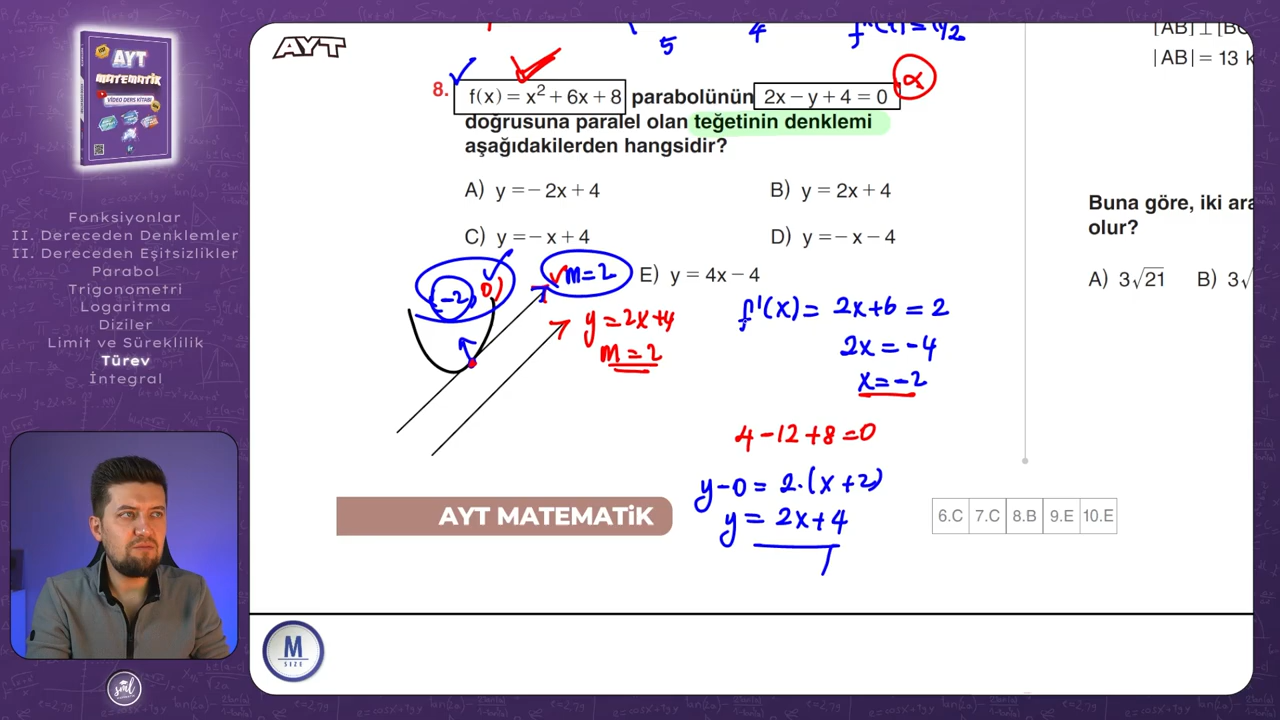 AYT
MATEMATİK
VİDEO DERS KİTABI
Fonksiyonlar
II. Dereceden Denklemler
II. Dereceden Eşitsizlikler
Parabol
Trigonometri
Logaritma
Diziler
Limit ve Süreklilik
Türev
İntegral
sml
AYT
5
4
8. f(x) = x² + 6x + 8 parabolünün 2x – y + 4 = 0 α
doğrusuna paralel olan teğetinin denklemi
aşağıdakilerden hangisidir?
A) y = – 2x + 4
B) y = 2x + 4
C) y = – x + 4
D) y = – x – 4
E) y = 4x – 4
(-2, 0)
m=2
y=2x+4
m=2
f'(x) = 2x+6 = 2
2x = -4
x = -2
4-12+8=0
y-0 = 2.(x+2)
y = 2x+4
AYT MATEMATİK
6.C 7.C 8.B 9.E 10.E
M
SIZE
|AB| = 13 k
Buna göre, iki ara
olur?
A) 3√21 B) 3√